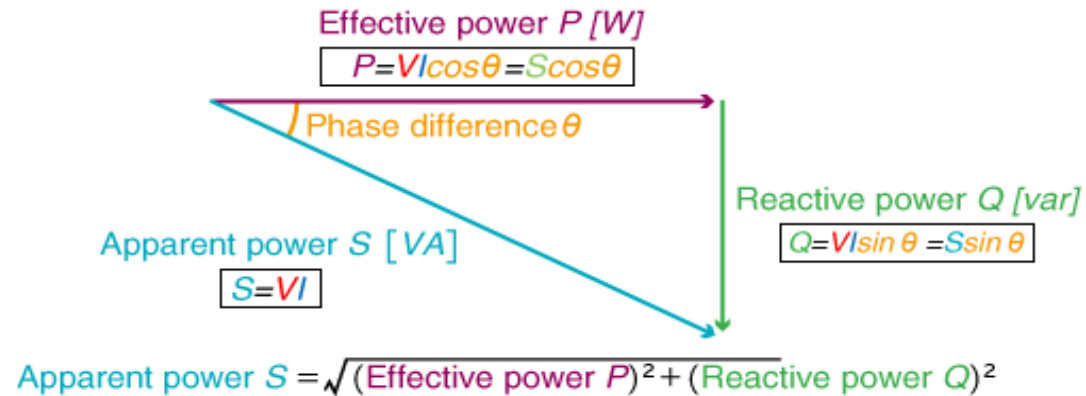 Effective power P [W]
P=VIcosθ=Scosθ
Phase difference θ
Reactive power Q [var]
Q=VIsin θ =Ssin θ
Apparent power S [VA]
S=VI
Apparent power S =√(Effective power P)²+(Reactive power Q)²